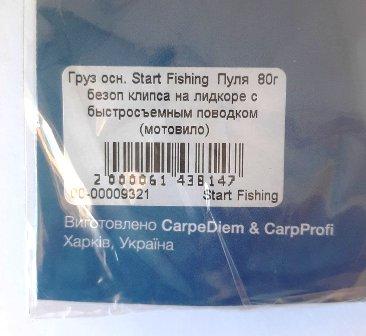 Груз осн. Start Fishing Пуля 80г
безоп клипса на лидкоре с
быстросъемным поводком
(мотовило)
2 000061 438147
00-00009321 Start Fishing
Виготовлено CarpeDiem & CarpProfi
Харків, Україна